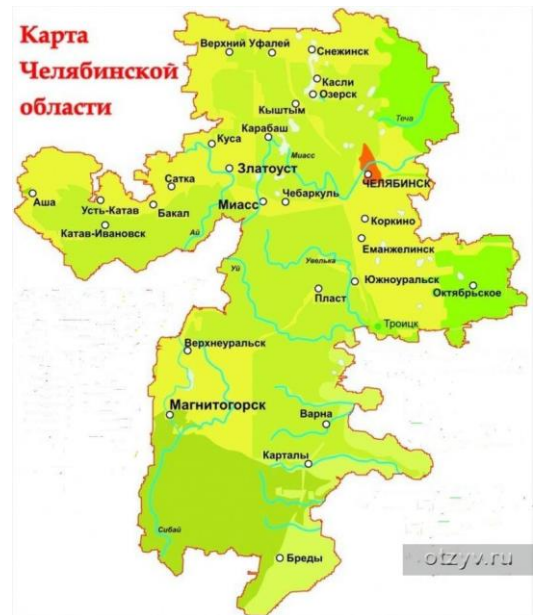 Карта
Челябинской
области
Верхний Уфалей
Снежинск
Касли
Озерск
Кыштым
Теча
Карабаш
Куса
Миасс
Златоуст
ЧЕЛЯБИНСК
Сатка
Аша
Усть-Катав
Бакал
Миасс
Чебаркуль
Катав-Ивановск
Ай
Коркино
Еманжелинск
Уй
Увелька
Южноуральск
Октябрьское
Пласт
Троицк
Верхнеуральск
Магнитогорск
Варна
Карталы
Сибай
Бреды
otzyv.ru